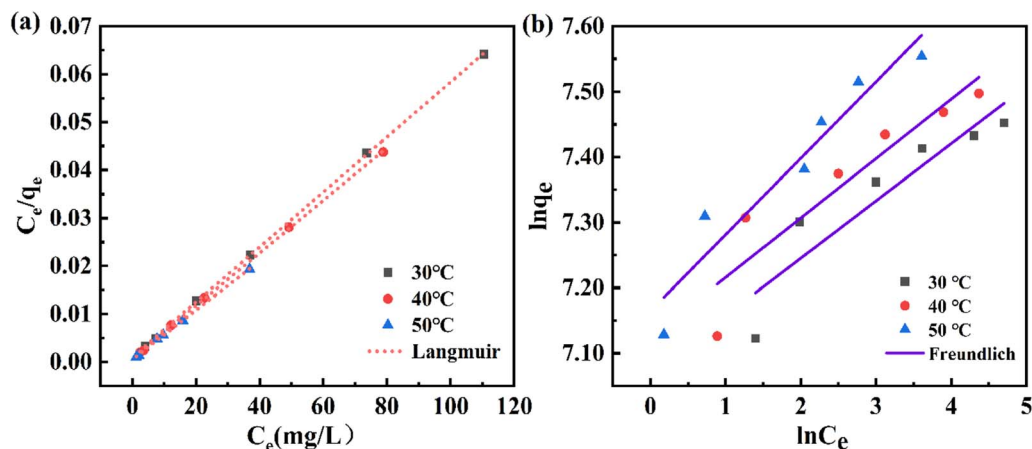 (a)
0.07
0.06
0.05
0.04
0.03
0.02
0.01
0.00
Ce/qe
0 20 40 60 80 100 120
Ce(mg/L）
30℃
40℃
50℃
Langmuir
(b)
7.60
7.50
7.40
7.30
7.20
7.10
lnqe
0 1 2 3 4 5
lnCe
30 ℃
40 ℃
50 ℃
Freundlich